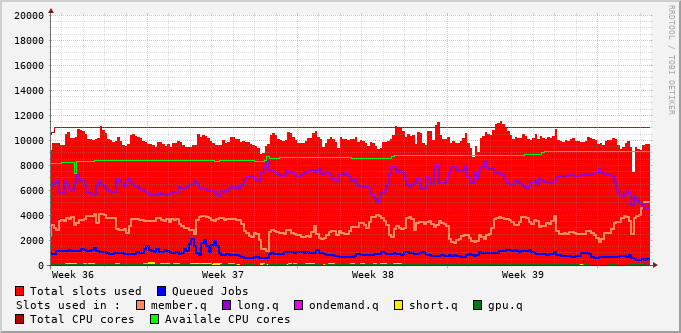 20000
18000
16000
14000
12000
10000
8000
6000
4000
2000
0
Week 36 Week 37 Week 38 Week 39
Total slots used Queued Jobs
Slots used in : member.q long.q ondemand.q short.q gpu.q
Total CPU cores Availale CPU cores
RRDTOOL / TOBI OETIKER